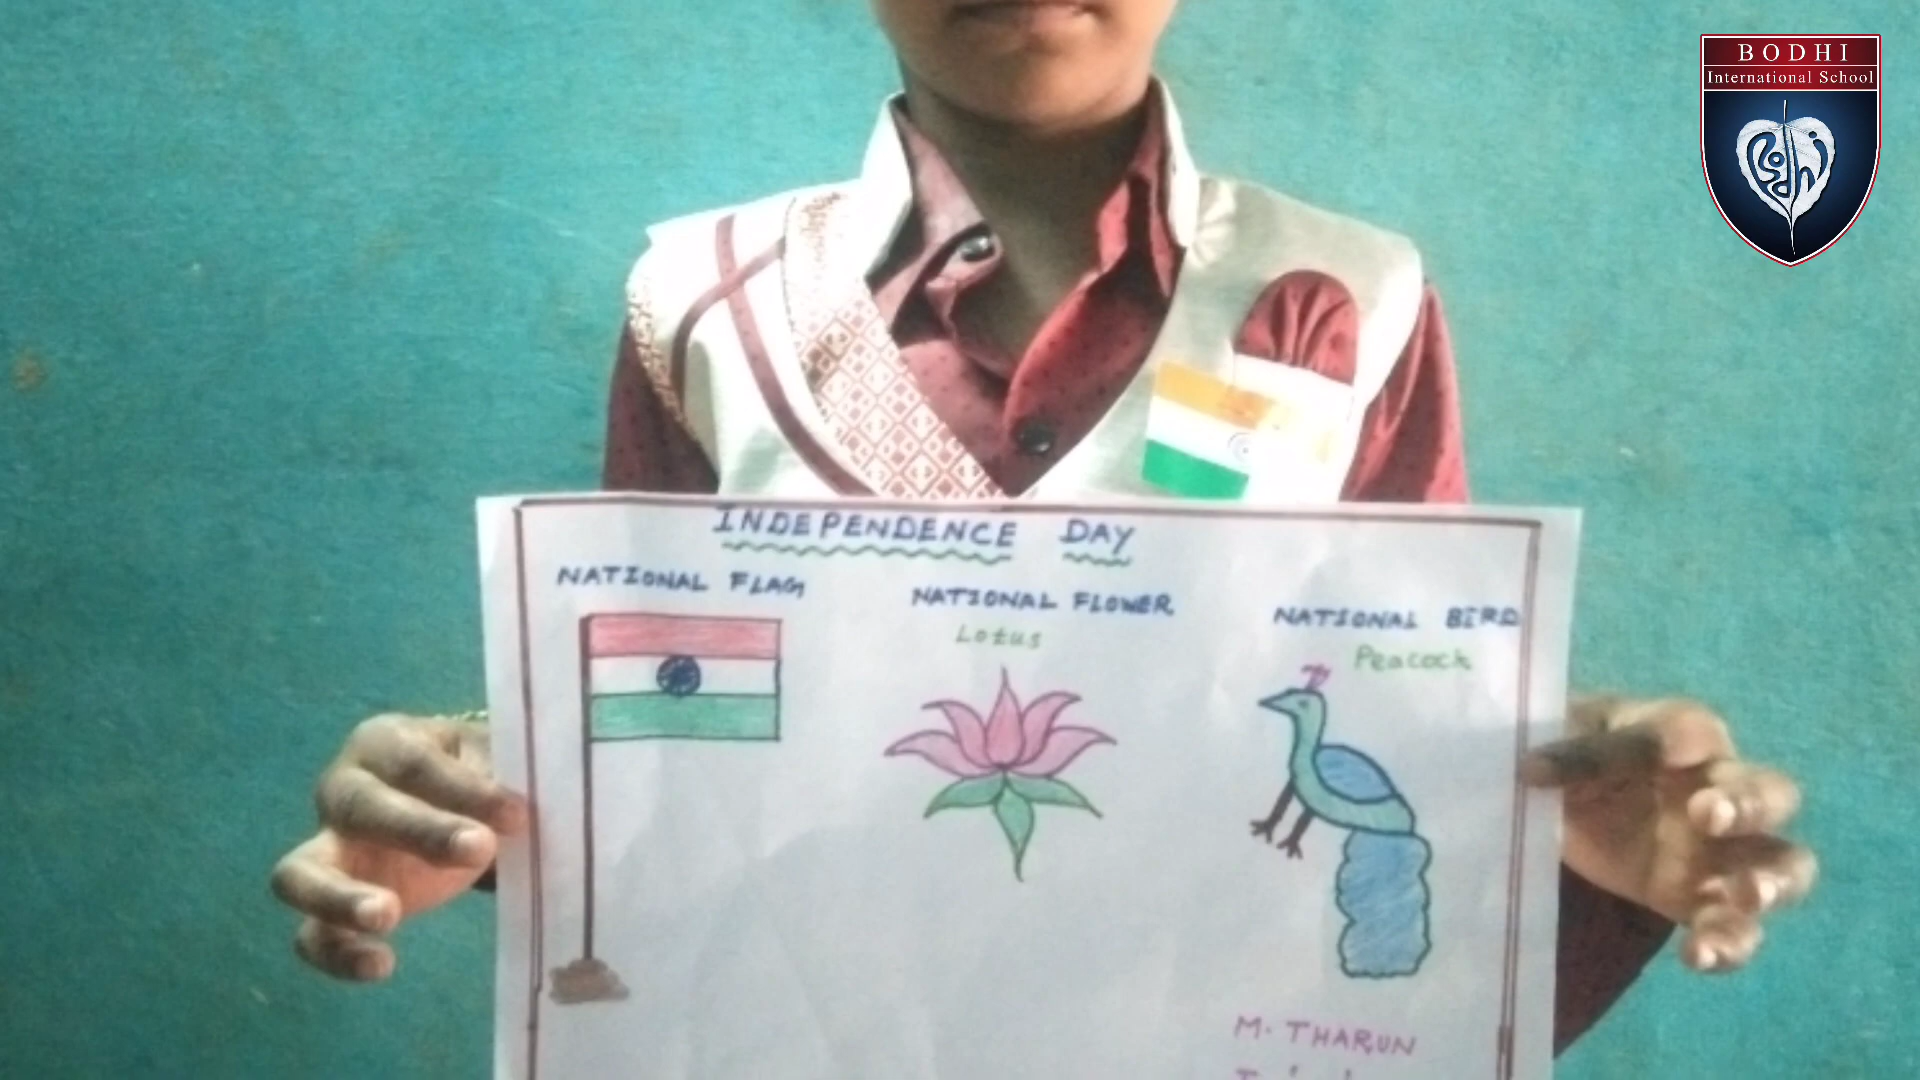 BODHI
International School
INDEPENDENCE DAY
NATIONAL FLAG
NATIONAL FLOWER
Lotus
NATIONAL BIRD
Peacock
M. THARUN